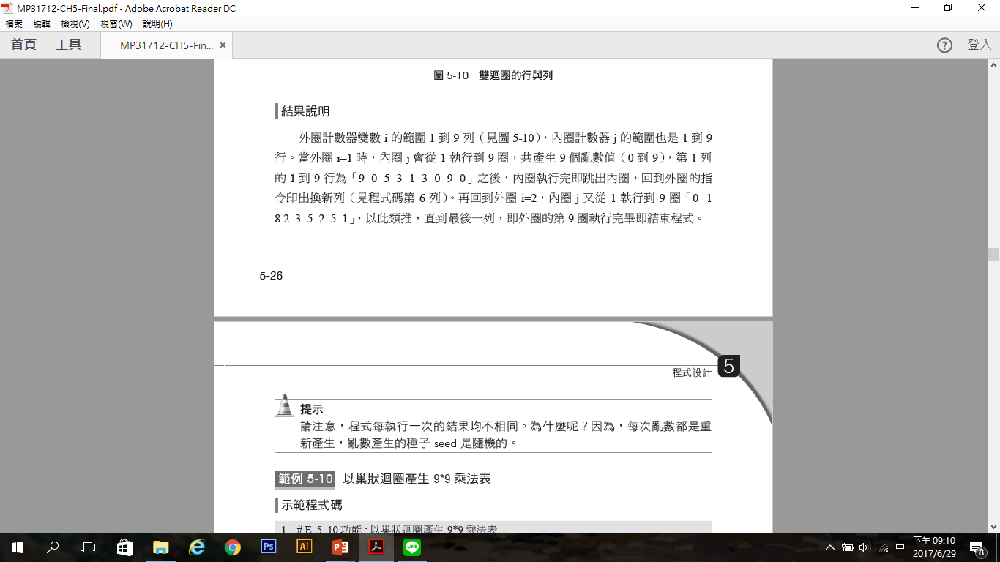 MP31712-CH5-Final.pdf - Adobe Acrobat Reader DC
檔案 編輯 檢視(V) 視窗(W) 說明(H)
首頁 工具 MP31712-CH5-Fin... × ? 登入
圖 5-10 雙迴圈的行與列
結果說明
外圈計數器變數 i 的範圍 1 到 9 列（見圖 5-10），內圈計數器 j 的範圍也是 1 到 9
行。當外圈 i=1 時，內圈 j 會從 1 執行到 9 圈，共產生 9 個亂數值（0 到 9），第 1 列
的 1 到 9 行為「9 0 5 3 1 3 0 9 0」之後，內圈執行完即跳出內圈，回到外圈的指
令印出換新列（見程式碼第 6 列）。再回到外圈 i=2，內圈 j 又從 1 執行到 9 圈「0 1
8 2 3 5 2 5 1」，以此類推，直到最後一列，即外圈的第 9 圈執行完畢即結束程式。
5-26
5
程式設計
提示
請注意，程式每執行一次的結果均不相同。為什麼呢？因為，每次亂數都是重
新產生，亂數產生的種子 seed 是隨機的。
範例 5-10 以巢狀迴圈產生 9*9 乘法表
示範程式碼
1. # E_5_10 功能 : 以巢狀迴圈產生 9*9 乘法表
Ps Ai LINE 中 下午 09:10
2017/6/29 8